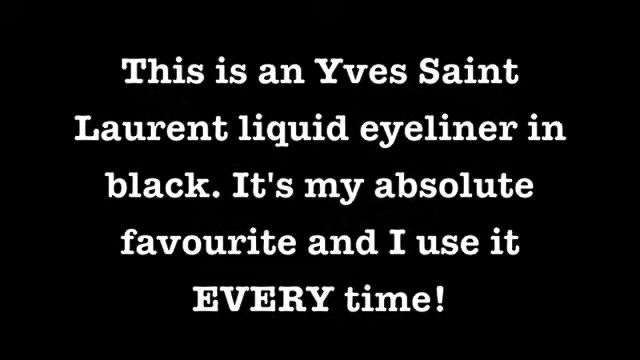 This is an Yves Saint
Laurent liquid eyeliner in
black. It's my absolute
favourite and I use it
EVERY time!